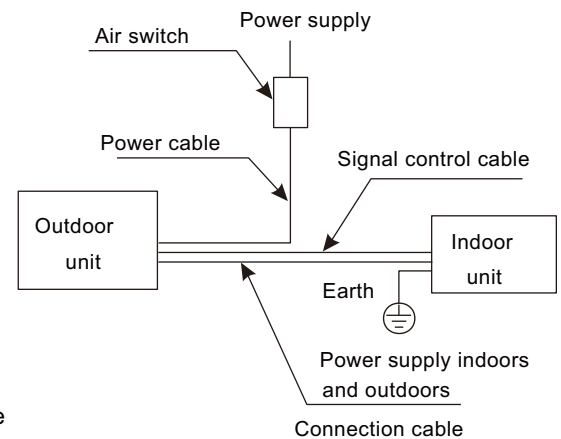 Power supply
Air switch
Power cable
Signal control cable
Outdoor
unit
Indoor
unit
Earth
Power supply indoors
and outdoors
Connection cable
e